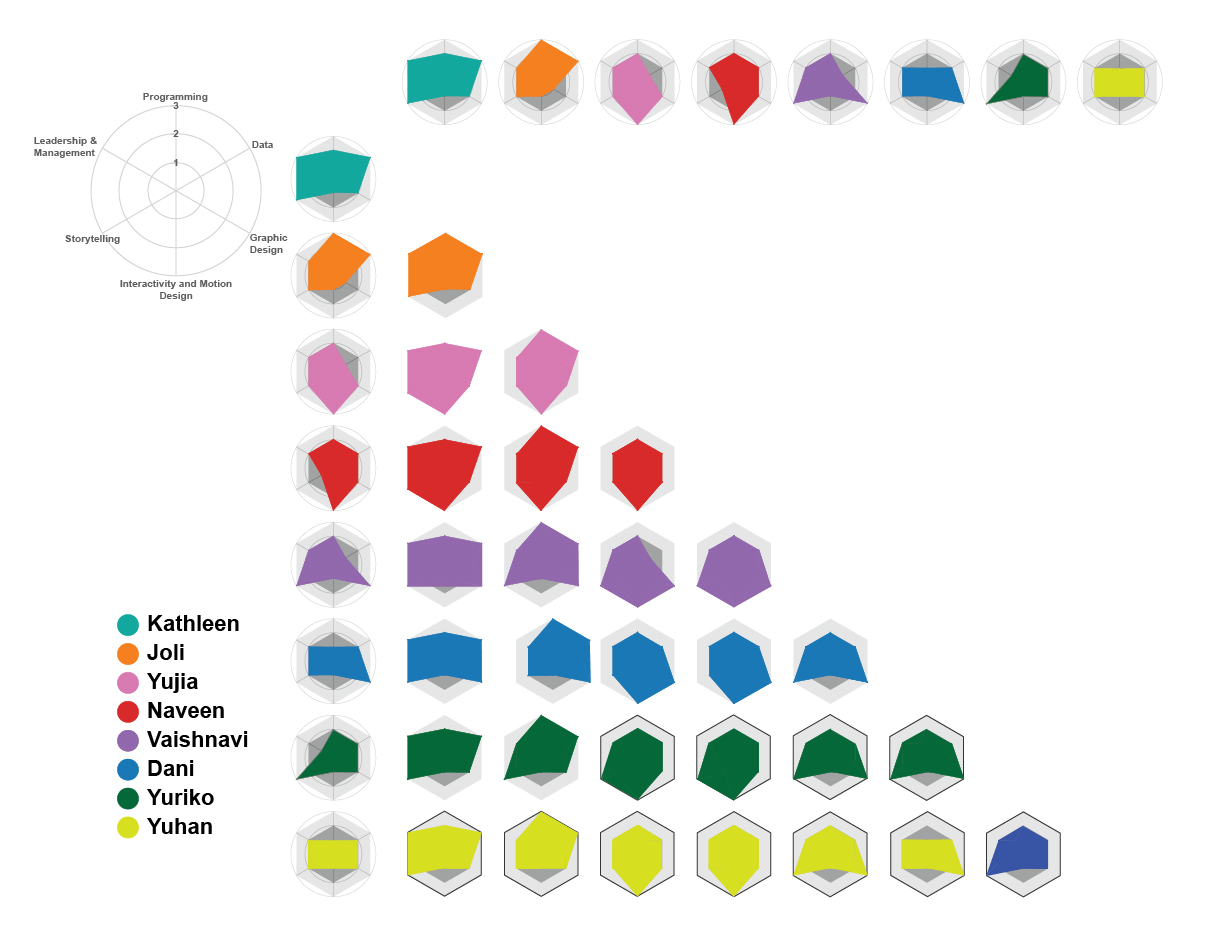 Programming
3
Leadership &
Management
2
Data
1
Storytelling
Graphic
Design
Interactivity and Motion
Design
Kathleen
Joli
Yujia
Naveen
Vaishnavi
Dani
Yuriko
Yuhan